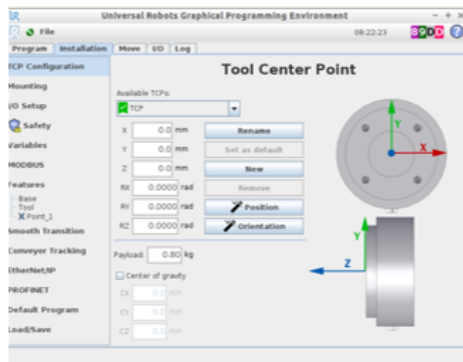 Universal Robots Graphical Programming Environment
File 08:22:23 89DD ?
Program Installation Move I/O Log
TCP Configuration
Mounting
I/O Setup
Safety
Variables
MODBUS
Features
Base
Tool
X Point_1
Smooth Transition
Conveyor Tracking
EtherNet/IP
PROFINET
Default Program
Load/Save
Tool Center Point
Available TCPs:
TCP
X 0.0 mm Rename
Y 0.0 mm Set as default
Z 0.0 mm New
RX 0.0000 rad Remove
RY 0.0000 rad Position
RZ 0.0000 rad Orientation
Payload: 0.80 kg
Center of gravity
CX 0.0 mm
CY 0.0 mm
CZ 0.0 mm
Y
X
Y
Z